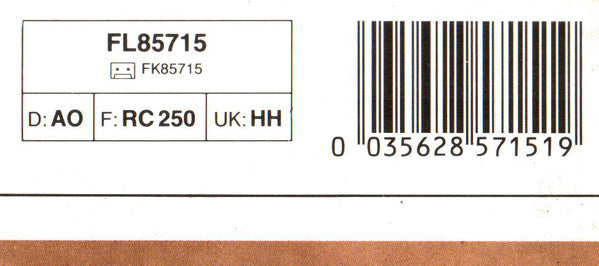 FL85715
FK85715
D: AO F: RC 250 UK: HH
0 035628 571519